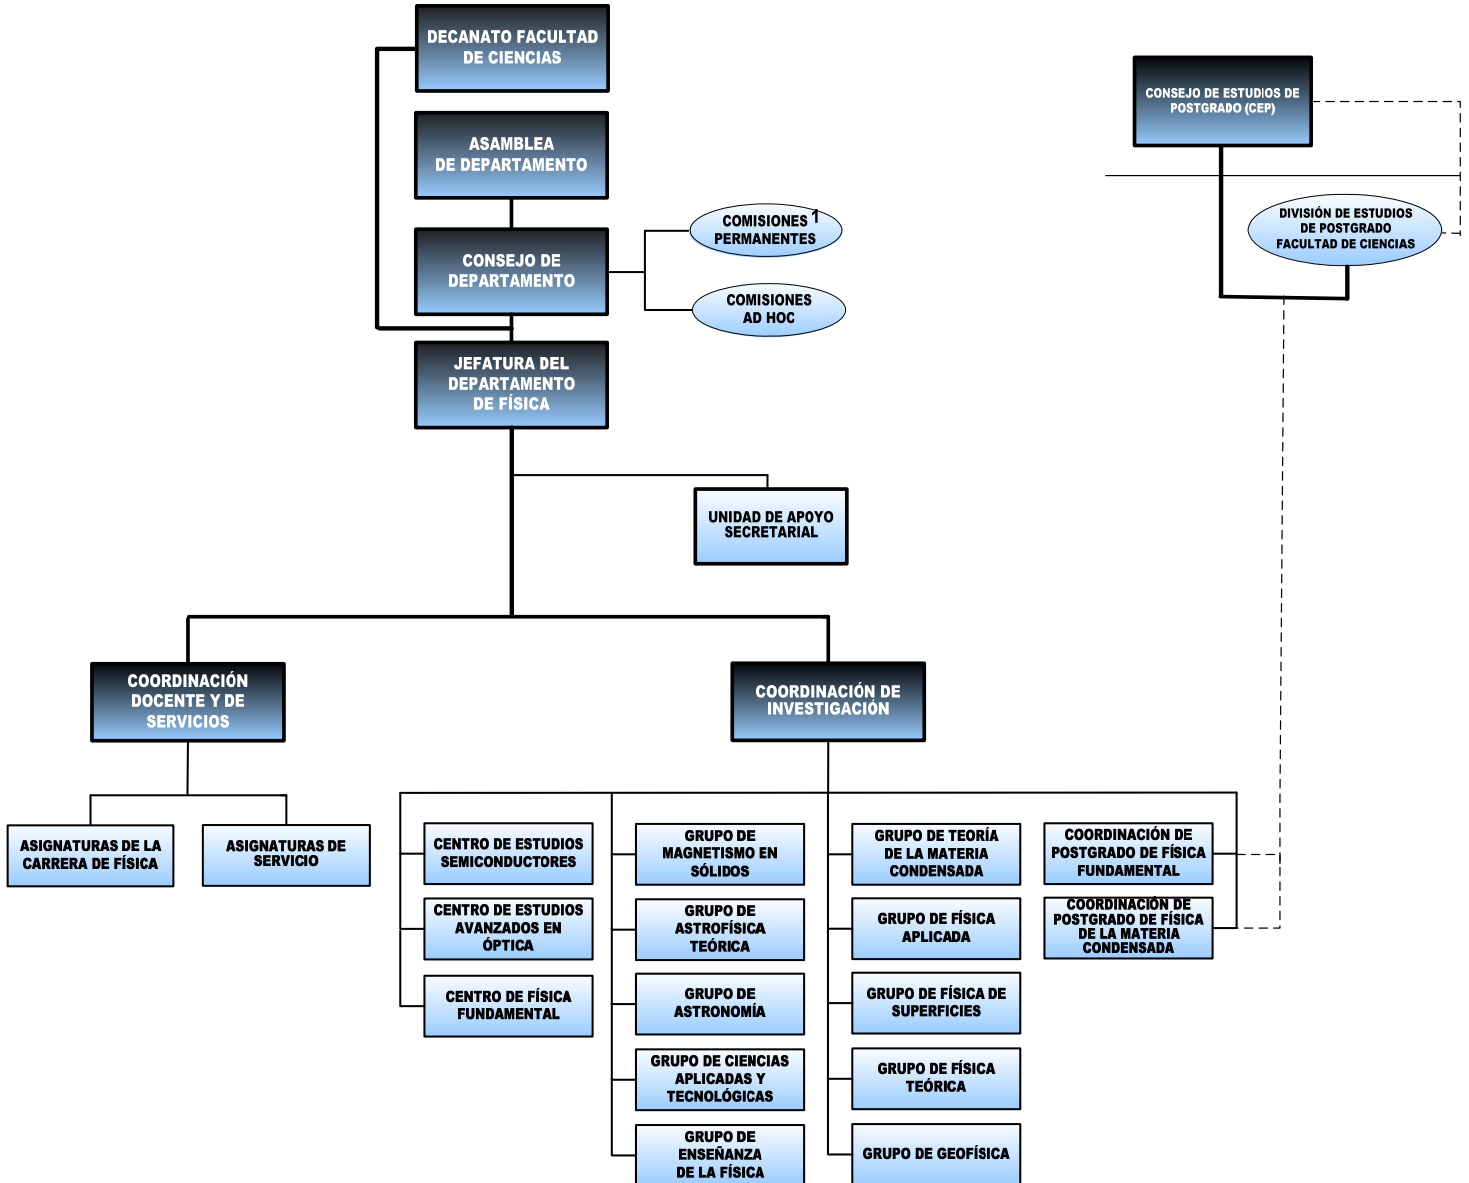 DECANATO FACULTAD
DE CIENCIAS
ASAMBLEA
DE DEPARTAMENTO
CONSEJO DE
DEPARTAMENTO
COMISIONES 1
PERMANENTES
COMISIONES
AD HOC
JEFATURA DEL
DEPARTAMENTO
DE FÍSICA
CONSEJO DE ESTUDIOS DE
POSTGRADO (CEP)
DIVISIÓN DE ESTUDIOS
DE POSTGRADO
FACULTAD DE CIENCIAS
UNIDAD DE APOYO
SECRETARIAL
COORDINACIÓN
DOCENTE Y DE
SERVICIOS
COORDINACIÓN DE
INVESTIGACIÓN
ASIGNATURAS DE LA
CARRERA DE FÍSICA
ASIGNATURAS DE
SERVICIO
CENTRO DE ESTUDIOS
SEMICONDUCTORES
CENTRO DE ESTUDIOS
AVANZADOS EN
ÓPTICA
CENTRO DE FÍSICA
FUNDAMENTAL
GRUPO DE
MAGNETISMO EN
SÓLIDOS
GRUPO DE
ASTROFÍSICA
TEÓRICA
GRUPO DE
ASTRONOMÍA
GRUPO DE CIENCIAS
APLICADAS Y
TECNOLÓGICAS
GRUPO DE
ENSEÑANZA
DE LA FÍSICA
GRUPO DE TEORÍA
DE LA MATERIA
CONDENSADA
GRUPO DE FÍSICA
APLICADA
GRUPO DE FÍSICA DE
SUPERFICIES
GRUPO DE FÍSICA
TEÓRICA
GRUPO DE GEOFÍSICA
COORDINACIÓN DE
POSTGRADO DE FÍSICA
FUNDAMENTAL
COORDINACIÓN DE
POSTGRADO DE FÍSICA
DE LA MATERIA
CONDENSADA